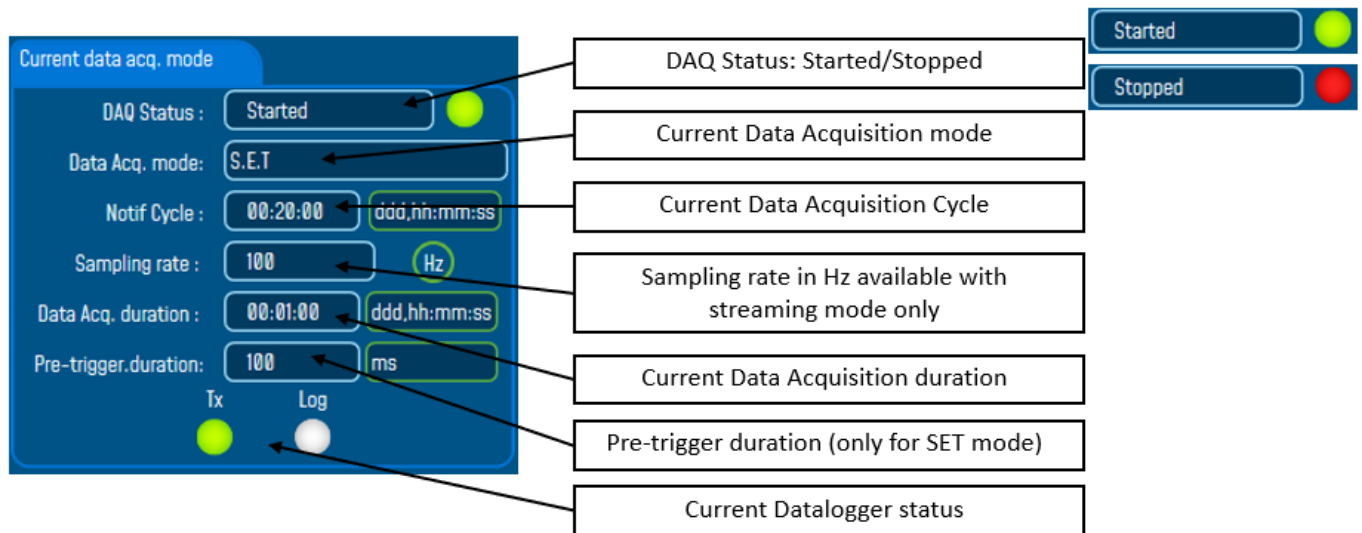 Started
Stopped
Current data acq. mode
DAQ Status : Started
Data Acq. mode: S.E.T
Notif Cycle : 00:20:00 ddd,hh:mm:ss
Sampling rate : 100 Hz
Data Acq. duration : 00:01:00 ddd,hh:mm:ss
Pre-trigger.duration: 100 ms
Tx Log
DAQ Status: Started/Stopped
Current Data Acquisition mode
Current Data Acquisition Cycle
Sampling rate in Hz available with
streaming mode only
Current Data Acquisition duration
Pre-trigger duration (only for SET mode)
Current Datalogger status